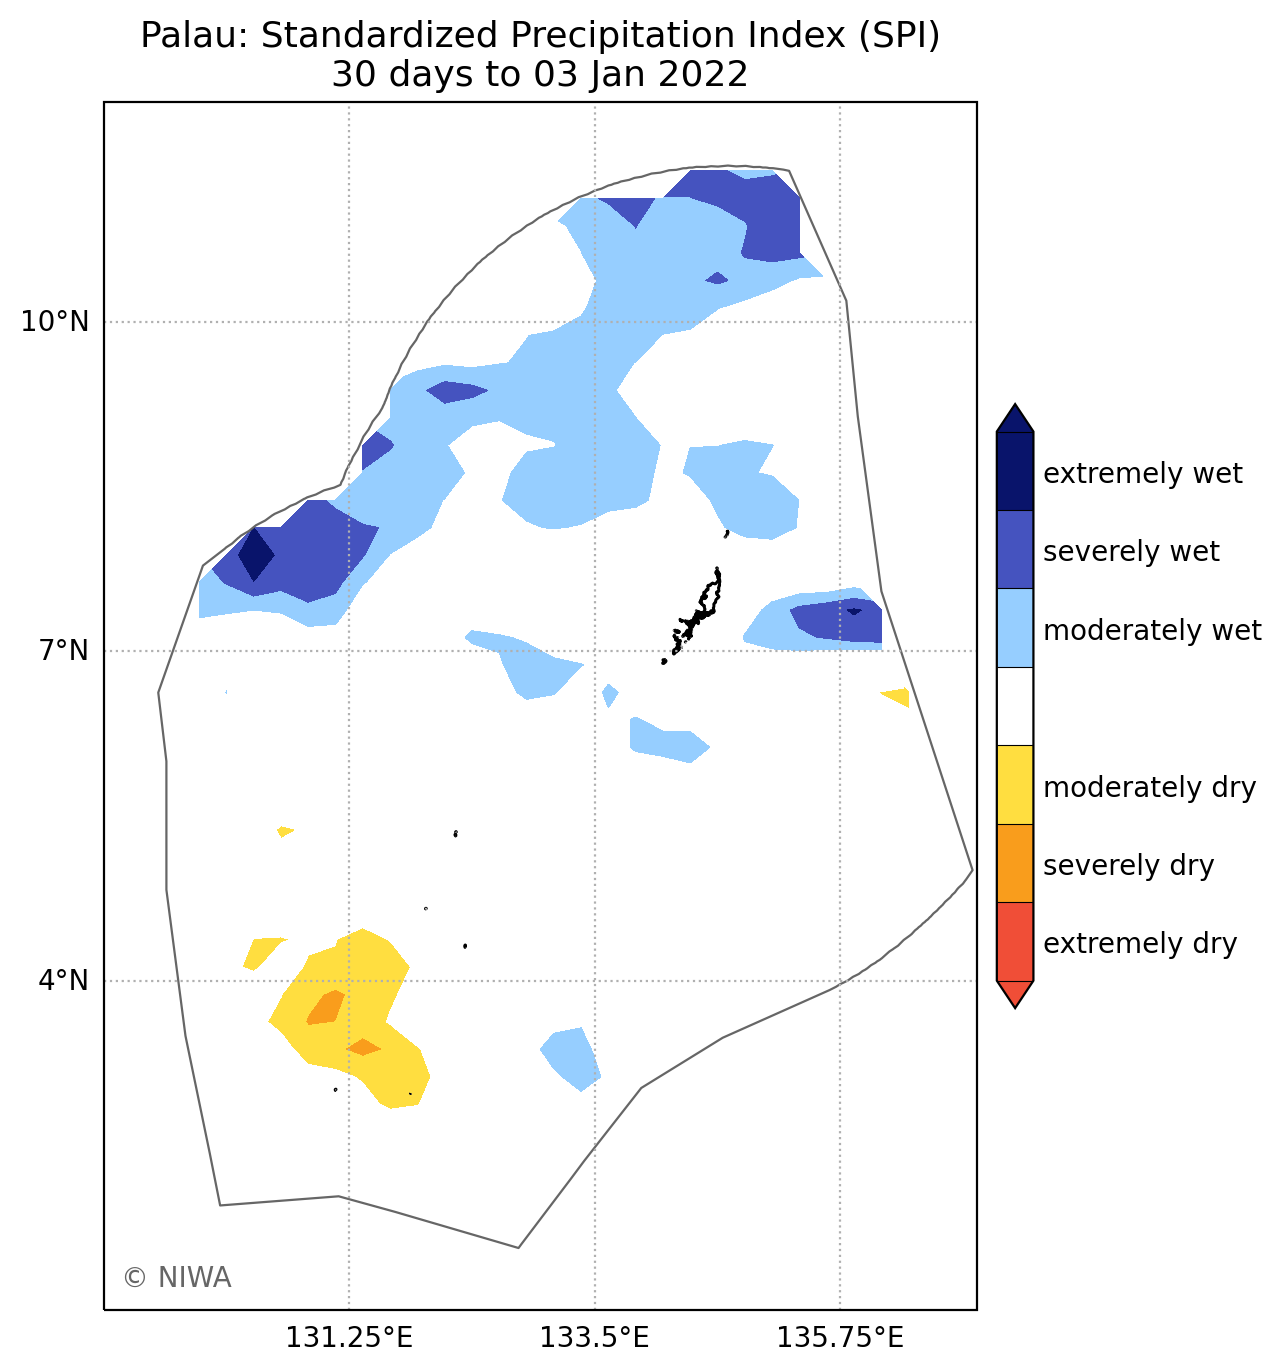 Palau: Standardized Precipitation Index (SPI)
30 days to 03 Jan 2022
10°N
7°N
4°N
131.25°E
133.5°E
135.75°E
© NIWA
extremely wet
severely wet
moderately wet
moderately dry
severely dry
extremely dry